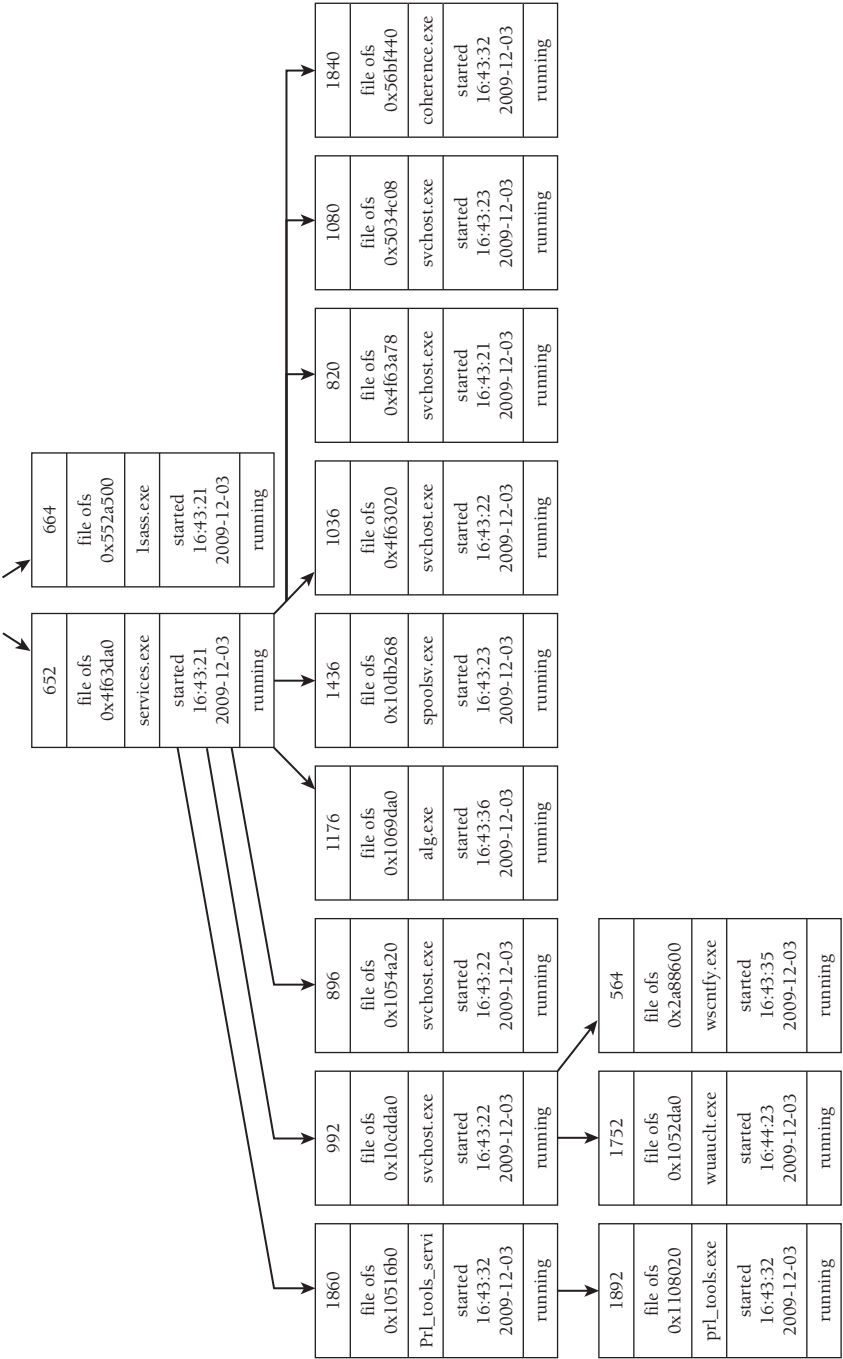 652
file ofs
0x4f63da0
services.exe
started
16:43:21
2009-12-03
running
664
file ofs
0x552a500
lsass.exe
started
16:43:21
2009-12-03
running
1860
file ofs
0x10516b0
Prl_tools_servi
started
16:43:32
2009-12-03
running
992
file ofs
0x10cdda0
svchost.exe
started
16:43:22
2009-12-03
running
896
file ofs
0x1054a20
svchost.exe
started
16:43:22
2009-12-03
running
1176
file ofs
0x1069da0
alg.exe
started
16:43:36
2009-12-03
running
1436
file ofs
0x10db268
spoolsv.exe
started
16:43:23
2009-12-03
running
1036
file ofs
0x4f63020
svchost.exe
started
16:43:22
2009-12-03
running
820
file ofs
0x4f63a78
svchost.exe
started
16:43:21
2009-12-03
running
1080
file ofs
0x5034c08
svchost.exe
started
16:43:23
2009-12-03
running
1840
file ofs
0x56bf440
coherence.exe
started
16:43:32
2009-12-03
running
1892
file ofs
0x1108020
prl_tools.exe
started
16:43:32
2009-12-03
running
1752
file ofs
0x1052da0
wuauclt.exe
started
16:44:23
2009-12-03
running
564
file ofs
0x2a88600
wscntfy.exe
started
16:43:35
2009-12-03
running